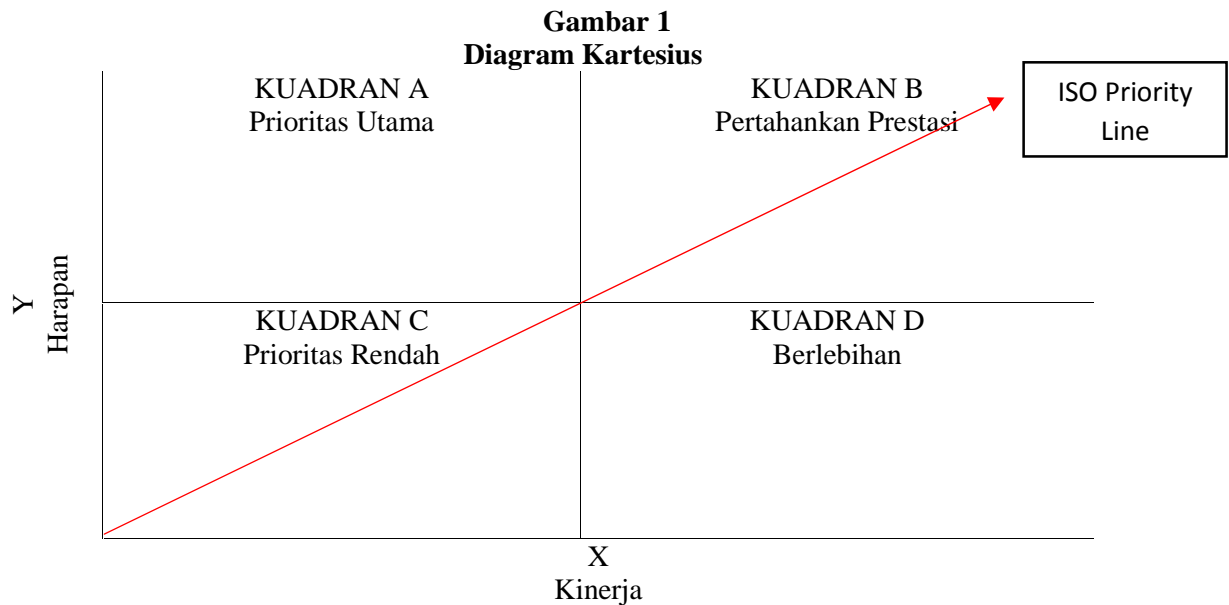 Gambar 1
Diagram Kartesius
KUADRAN A
Prioritas Utama
KUADRAN B
Pertahankan Prestasi
ISO Priority
Line
Y
Harapan
KUADRAN C
Prioritas Rendah
KUADRAN D
Berlebihan
X
Kinerja